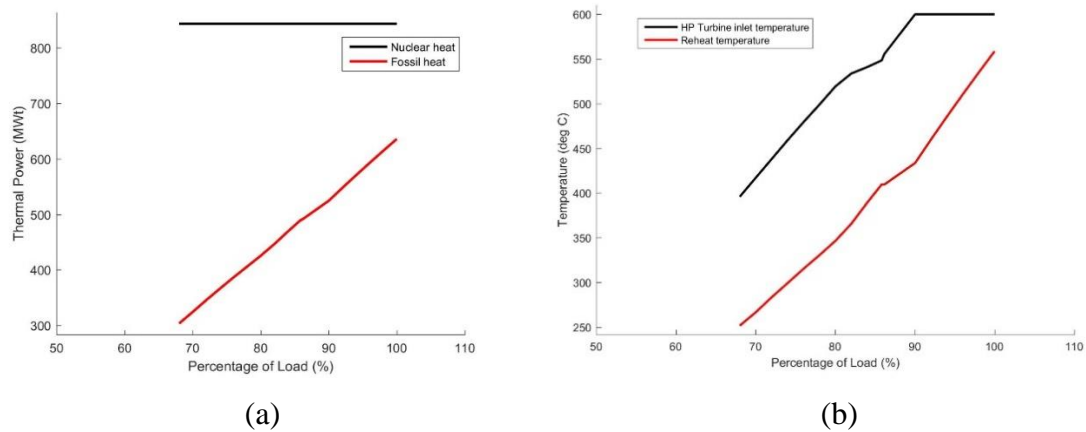 Thermal Power (MWt)
800
700
600
500
400
300
Nuclear heat
Fossil heat
50 60 70 80 90 100 110
Percentage of Load (%)
(a)
Temperature (deg C)
600
550
500
450
400
350
300
250
HP Turbine inlet temperature
Reheat temperature
50 60 70 80 90 100 110
Percentage of Load (%)
(b)